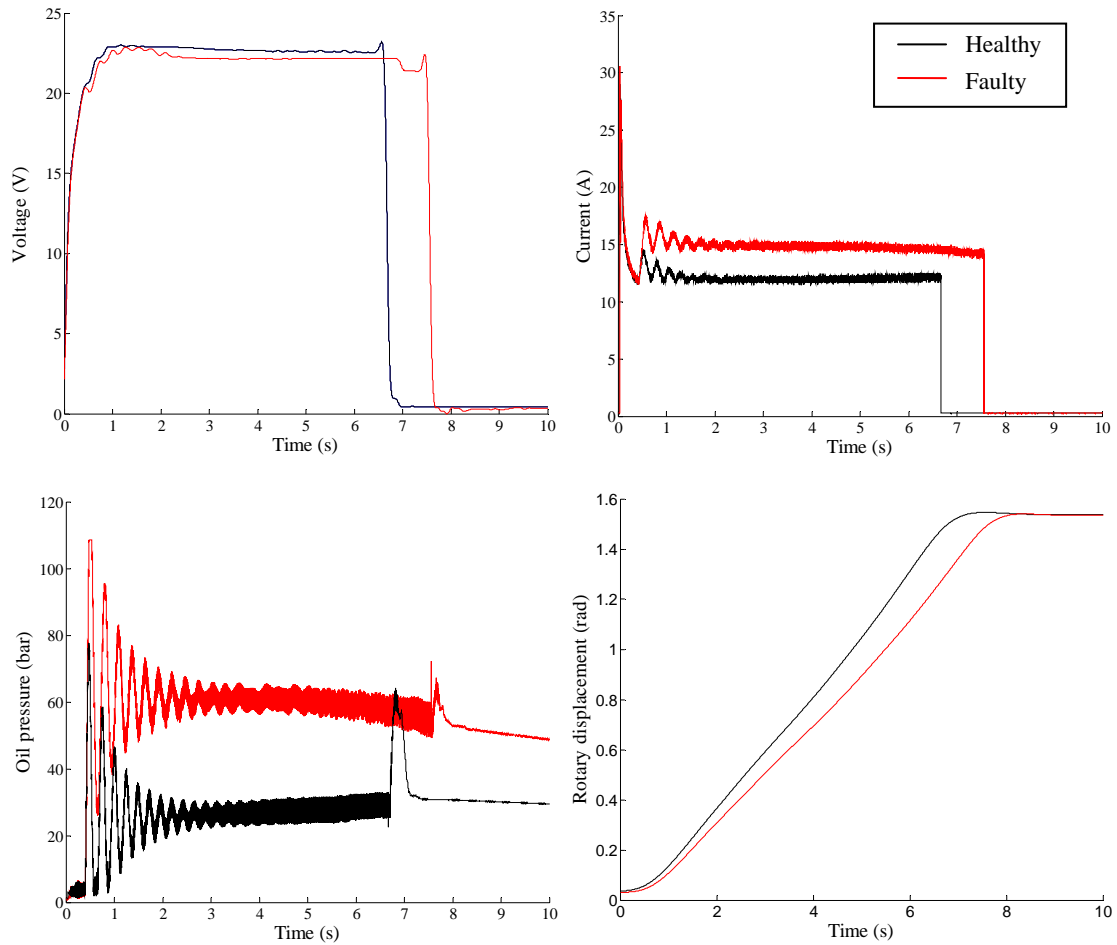 25
20
15
10
5
0
Voltage (V)
0 1 2 3 4 5 6 7 8 9 10
Time (s)
35
30
25
20
15
10
5
0
Current (A)
0 1 2 3 4 5 6 7 8 9 10
Time (s)
Healthy
Faulty
120
100
80
60
40
20
0
Oil pressure (bar)
0 1 2 3 4 5 6 7 8 9 10
Time (s)
1.6
1.4
1.2
1
0.8
0.6
0.4
0.2
0
Rotary displacement (rad)
0 2 4 6 8 10
Time (s)